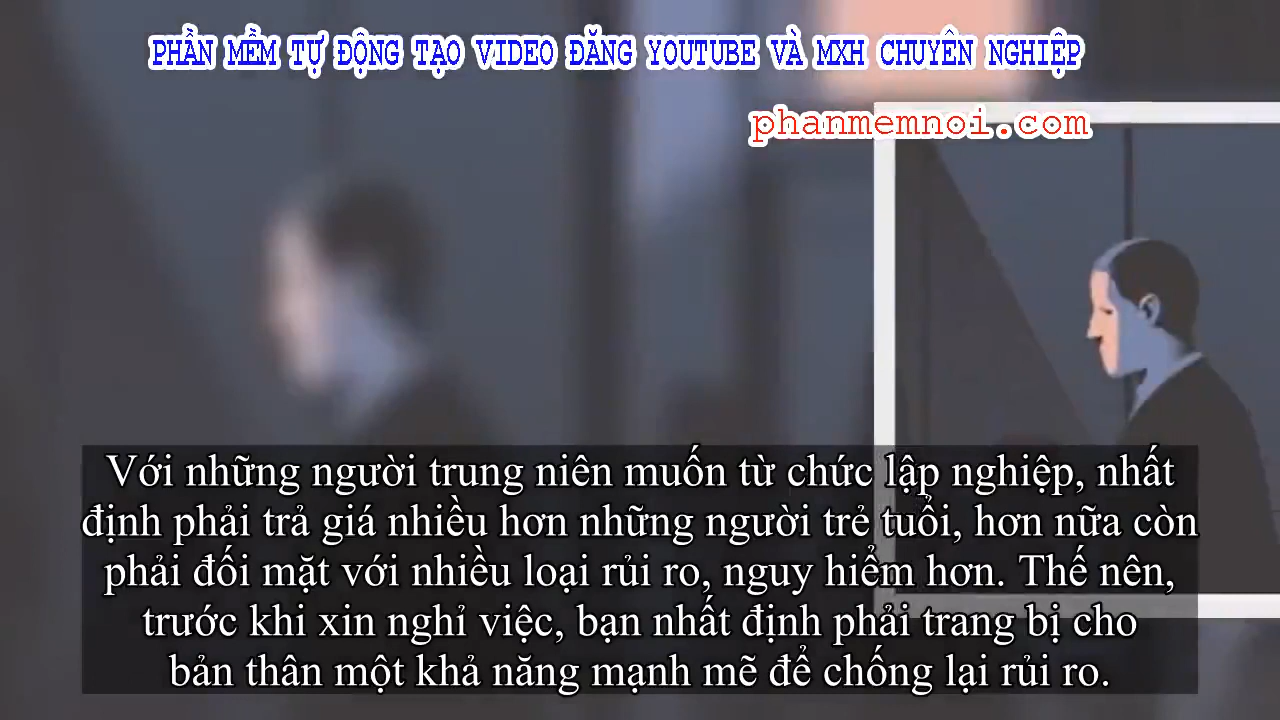 PHẦN MỀM TỰ ĐỘNG TẠO VIDEO ĐĂNG YOUTUBE VÀ MXH CHUYÊN NGHIỆP
phanmemnoi.com
Với những người trung niên muốn từ chức lập nghiệp, nhất
định phải trả giá nhiều hơn những người trẻ tuổi, hơn nữa còn
phải đối mặt với nhiều loại rủi ro, nguy hiểm hơn. Thế nên,
trước khi xin nghỉ việc, bạn nhất định phải trang bị cho
bản thân một khả năng mạnh mẽ để chống lại rủi ro.